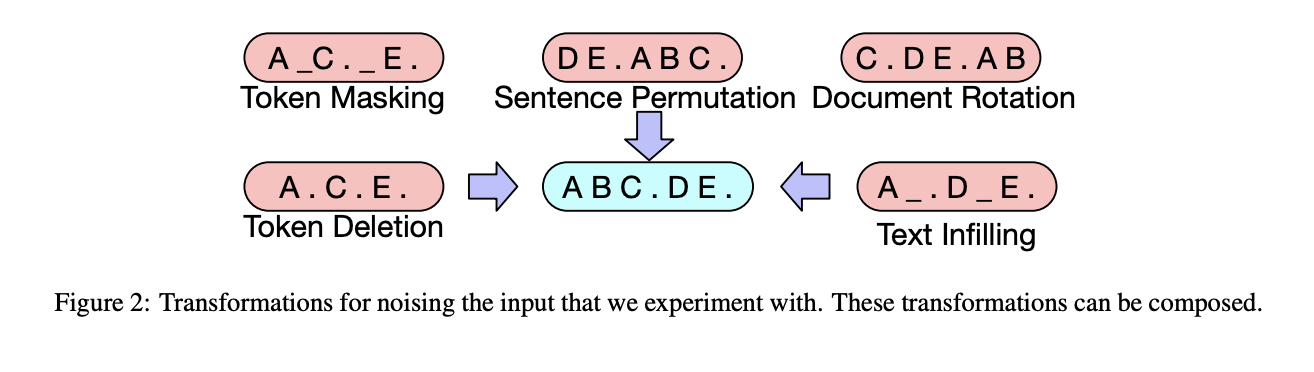 A _C . _ E .
D E . A B C .
C . D E . A B
Token Masking
Sentence Permutation
Document Rotation
A . C . E .
A B C . D E .
A _ . D _ E .
Token Deletion
Text Infilling
Figure 2: Transformations for noising the input that we experiment with. These transformations can be composed.